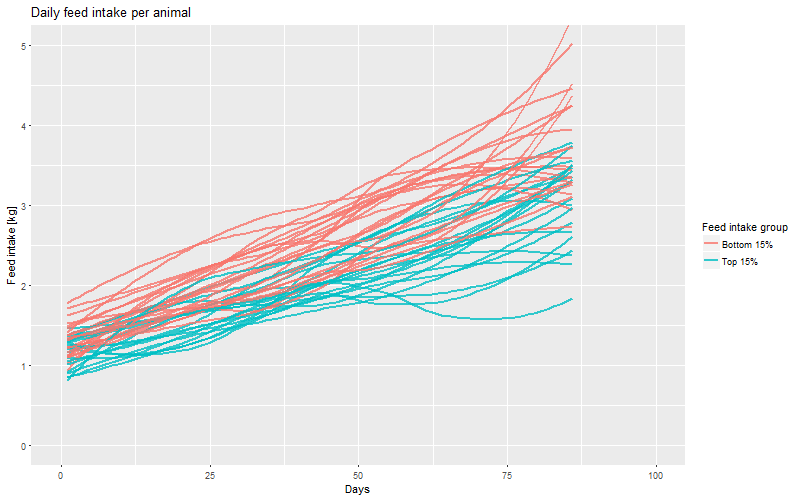 Daily feed intake per animal
Feed intake [kg]
5
4
3
2
1
0
0 25 50 75 100
Days
Feed intake group
Bottom 15%
Top 15%